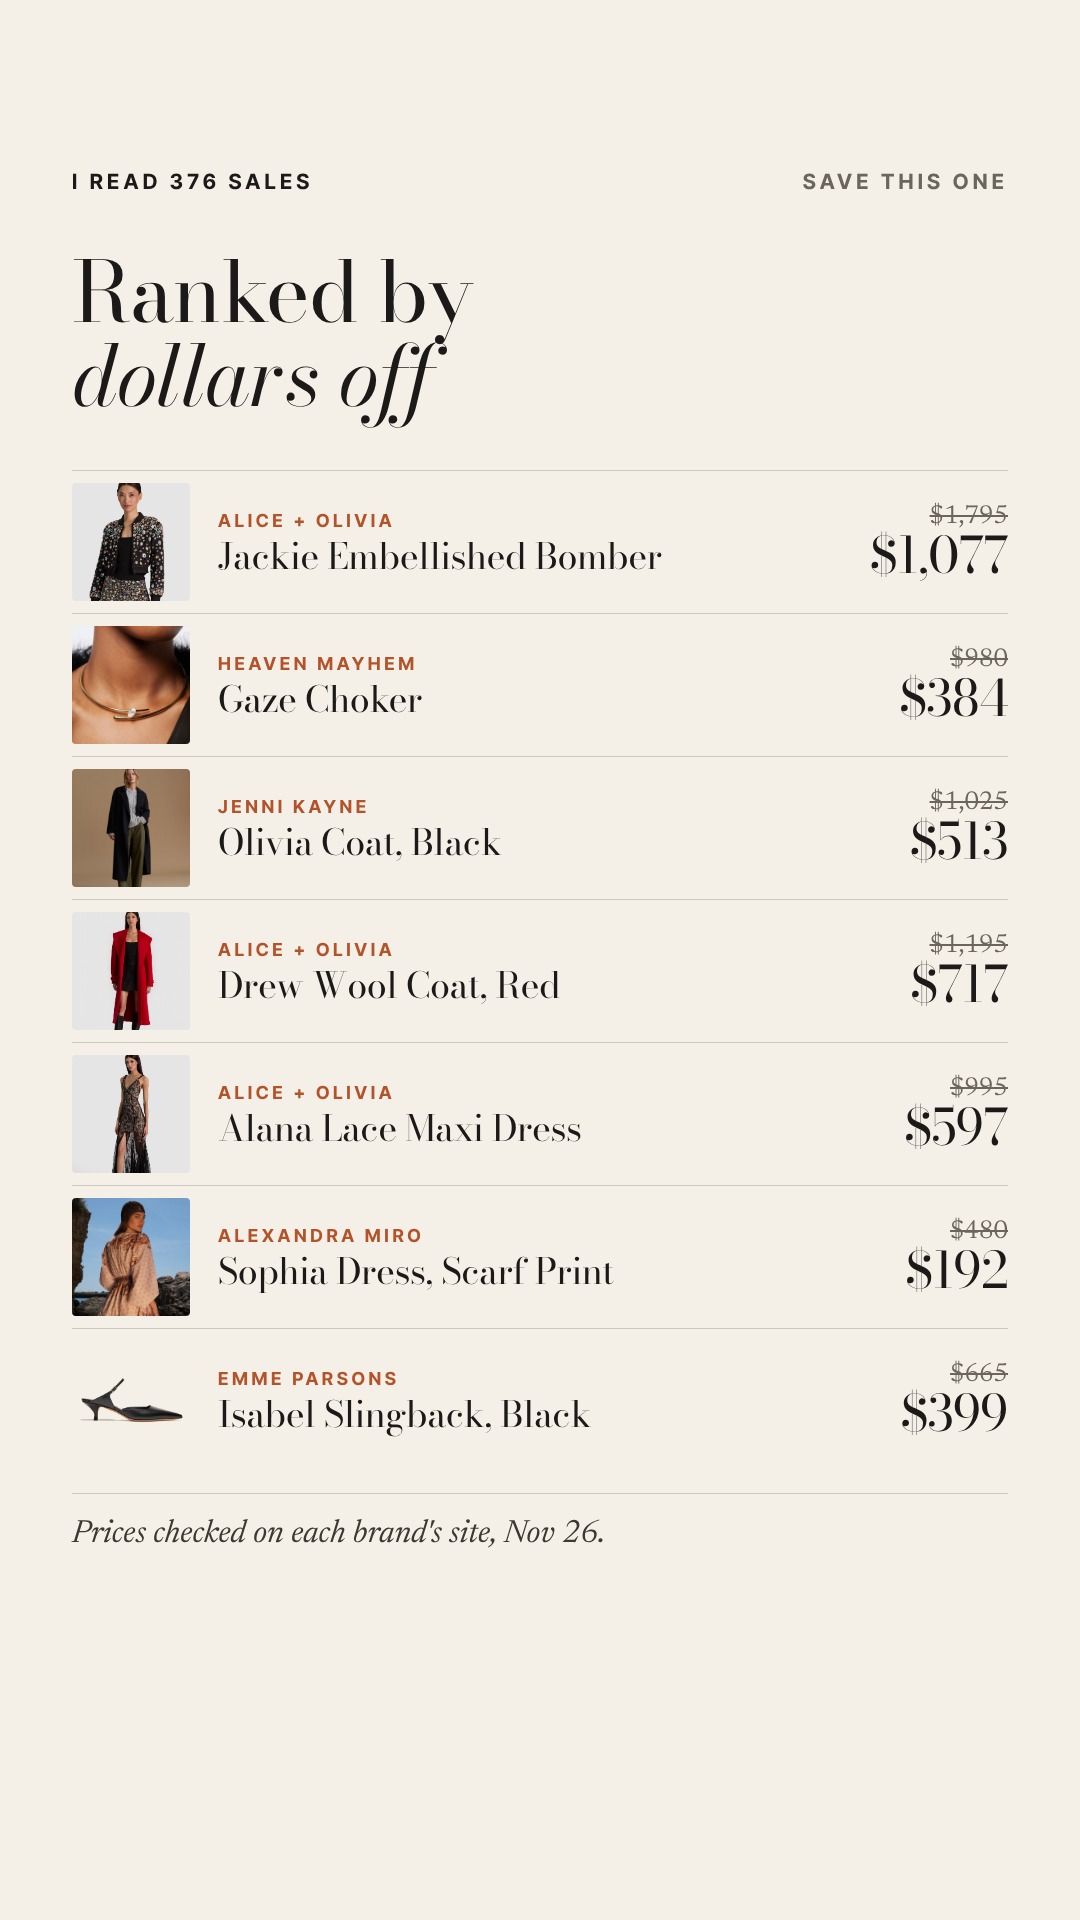 I READ 376 SALES
SAVE THIS ONE
Ranked by
dollars off
ALICE + OLIVIA
Jackie Embellished Bomber
$1,795
$1,077
HEAVEN MAYHEM
Gaze Choker
$980
$384
JENNI KAYNE
Olivia Coat, Black
$1,025
$513
ALICE + OLIVIA
Drew Wool Coat, Red
$1,195
$717
ALICE + OLIVIA
Alana Lace Maxi Dress
$995
$597
ALEXANDRA MIRO
Sophia Dress, Scarf Print
$480
$192
EMME PARSONS
Isabel Slingback, Black
$665
$399
Prices checked on each brand's site, Nov 26.